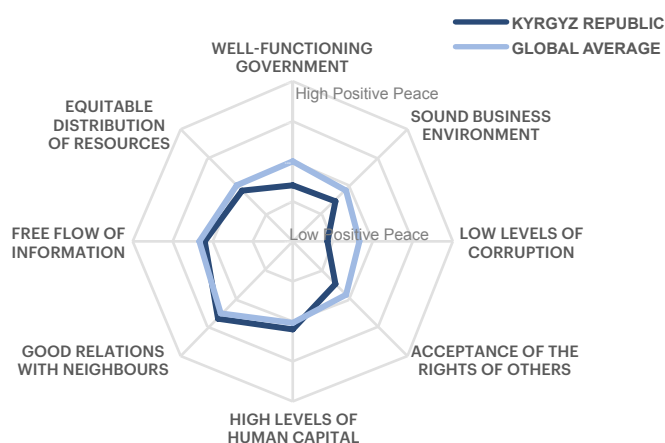 KYRGYZ REPUBLIC
GLOBAL AVERAGE
WELL-FUNCTIONING
GOVERNMENT
High Positive Peace
SOUND BUSINESS
ENVIRONMENT
EQUITABLE
DISTRIBUTION
OF RESOURCES
FREE FLOW OF
INFORMATION
Low Positive Peace
LOW LEVELS OF
CORRUPTION
GOOD RELATIONS
WITH NEIGHBOURS
ACCEPTANCE OF THE
RIGHTS OF OTHERS
HIGH LEVELS OF
HUMAN CAPITAL